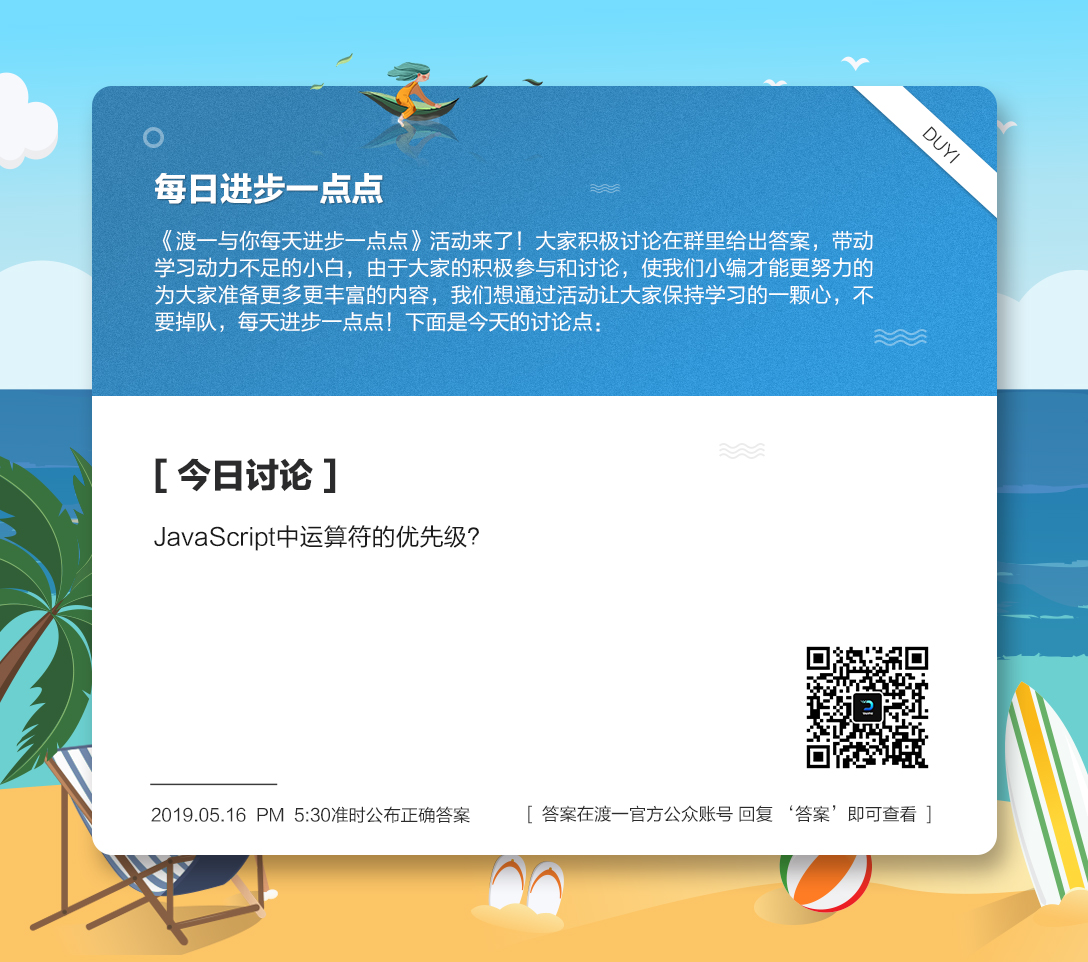 DUYI
每日进步一点点
《渡一与你每天进步一点点》活动来了！大家积极讨论在群里给出答案，带动
学习动力不足的小白，由于大家的积极参与和讨论，使我们小编才能更努力的
为大家准备更多更丰富的内容，我们想通过活动让大家保持学习的一颗心，不
要掉队，每天进步一点点！下面是今天的讨论点：
[ 今日讨论 ]
JavaScript中运算符的优先级？
2019.05.16 PM 5:30准时公布正确答案
[ 答案在渡一官方公众账号 回复 ‘答案’即可查看 ]